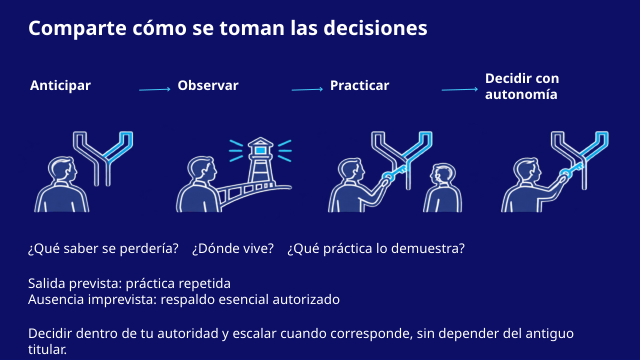 Comparte cómo se toman las decisiones
Anticipar
Observar
Practicar
Decidir con
autonomía
¿Qué saber se perdería? ¿Dónde vive? ¿Qué práctica lo demuestra?
Salida prevista: práctica repetida
Ausencia imprevista: respaldo esencial autorizado
Decidir dentro de tu autoridad y escalar cuando corresponde, sin depender del antiguo
titular.